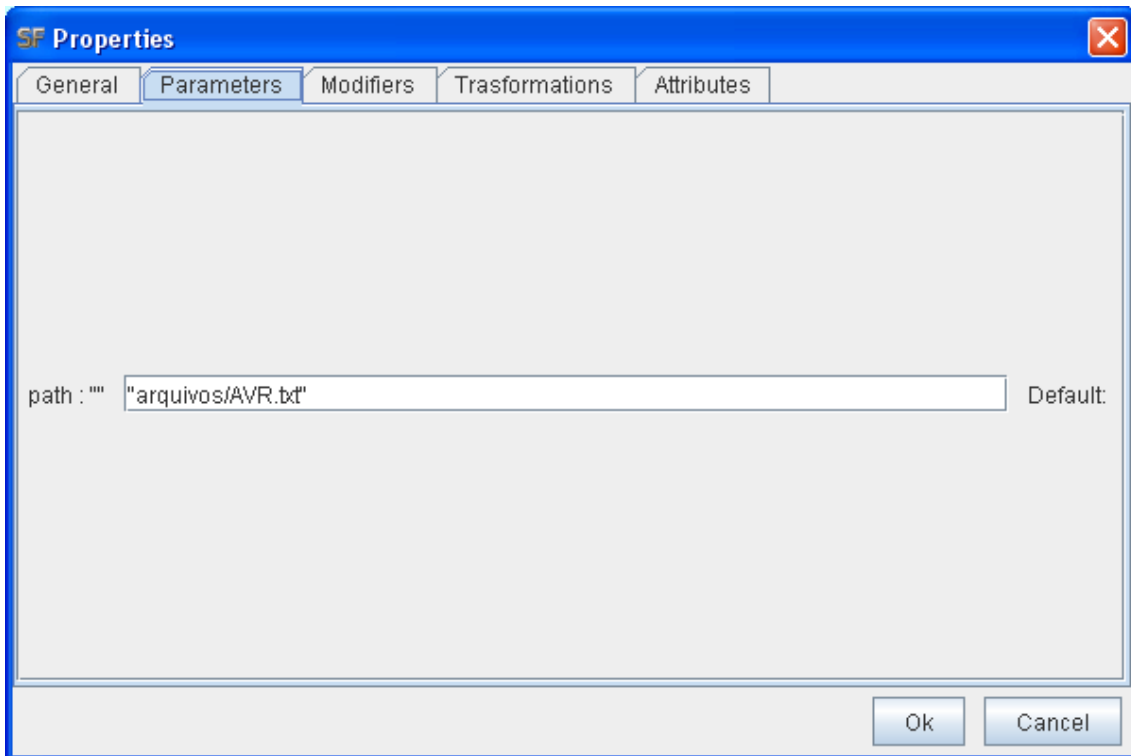 SF Properties
General Parameters Modifiers Trasformations Attributes
path : "" "arquivos/AVR.txt" Default:
Ok Cancel